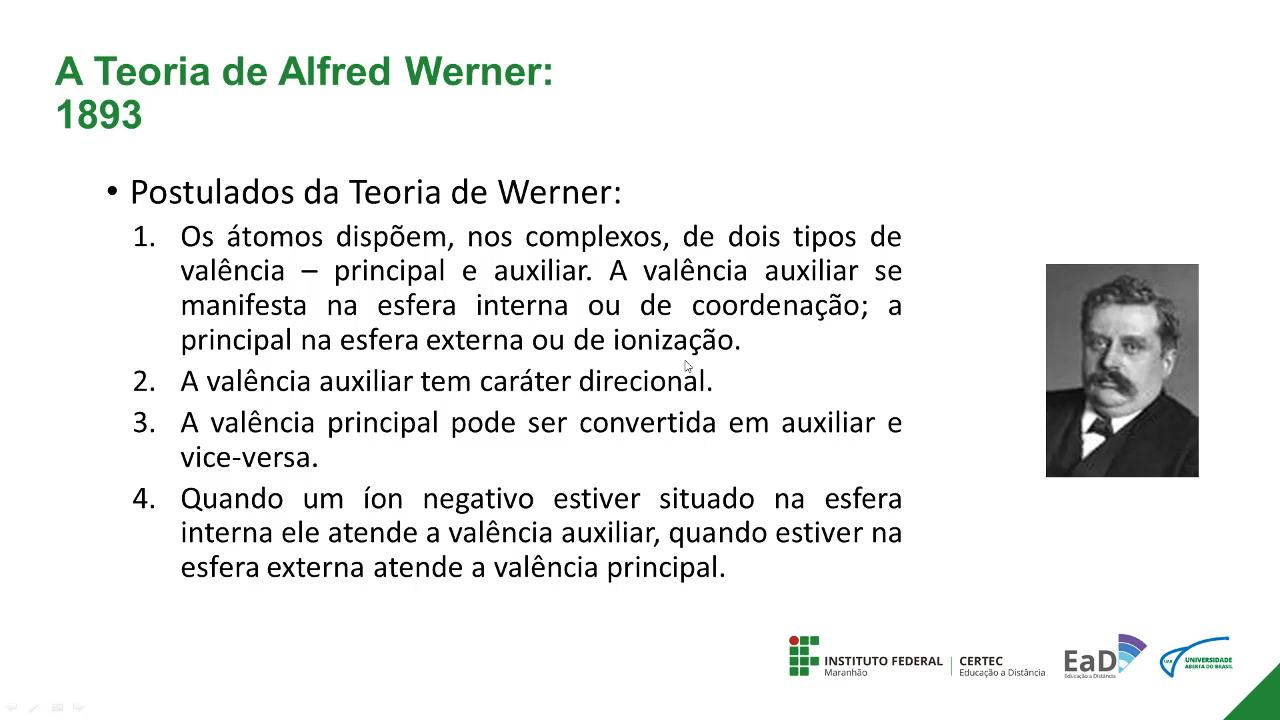 A Teoria de Alfred Werner:
1893
• Postulados da Teoria de Werner:
1. Os átomos dispõem, nos complexos, de dois tipos de
valência – principal e auxiliar. A valência auxiliar se
manifesta na esfera interna ou de coordenação; a
principal na esfera externa ou de ionização.
2. A valência auxiliar tem caráter direcional.
3. A valência principal pode ser convertida em auxiliar e
vice-versa.
4. Quando um íon negativo estiver situado na esfera
interna ele atende a valência auxiliar, quando estiver na
esfera externa atende a valência principal.
INSTITUTO FEDERAL
Maranhão
CERTEC
Educação a Distância
EaD
Educação a Distância
UAB
UNIVERSIDADE
ABERTA DO BRASIL